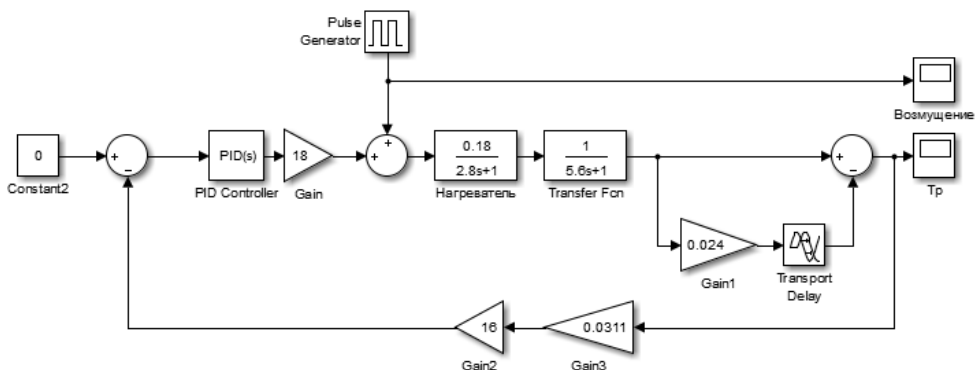 Pulse
Generator
Возмущение
0
Constant2
+
−
PID(s)
PID Controller
18
Gain
+
+
0.18
2.8s+1
Нагреватель
1
5.6s+1
Transfer Fcn
+
−
Тр
0.024
Gain1
Transport
Delay
16
Gain2
0.0311
Gain3